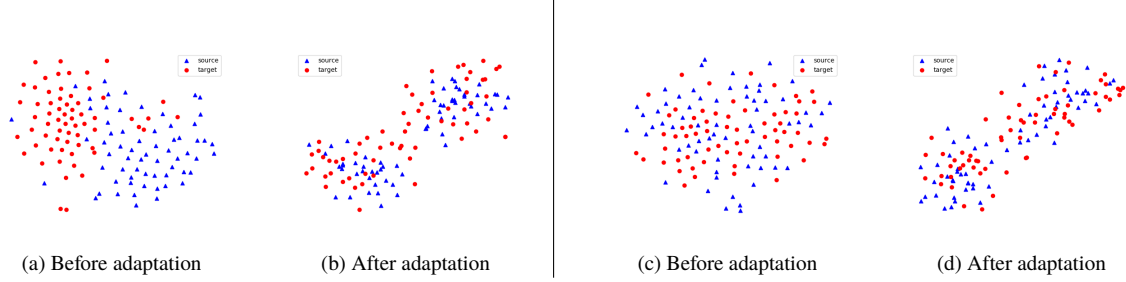 source
target
source
target
source
target
source
target
(a) Before adaptation
(b) After adaptation
(c) Before adaptation
(d) After adaptation